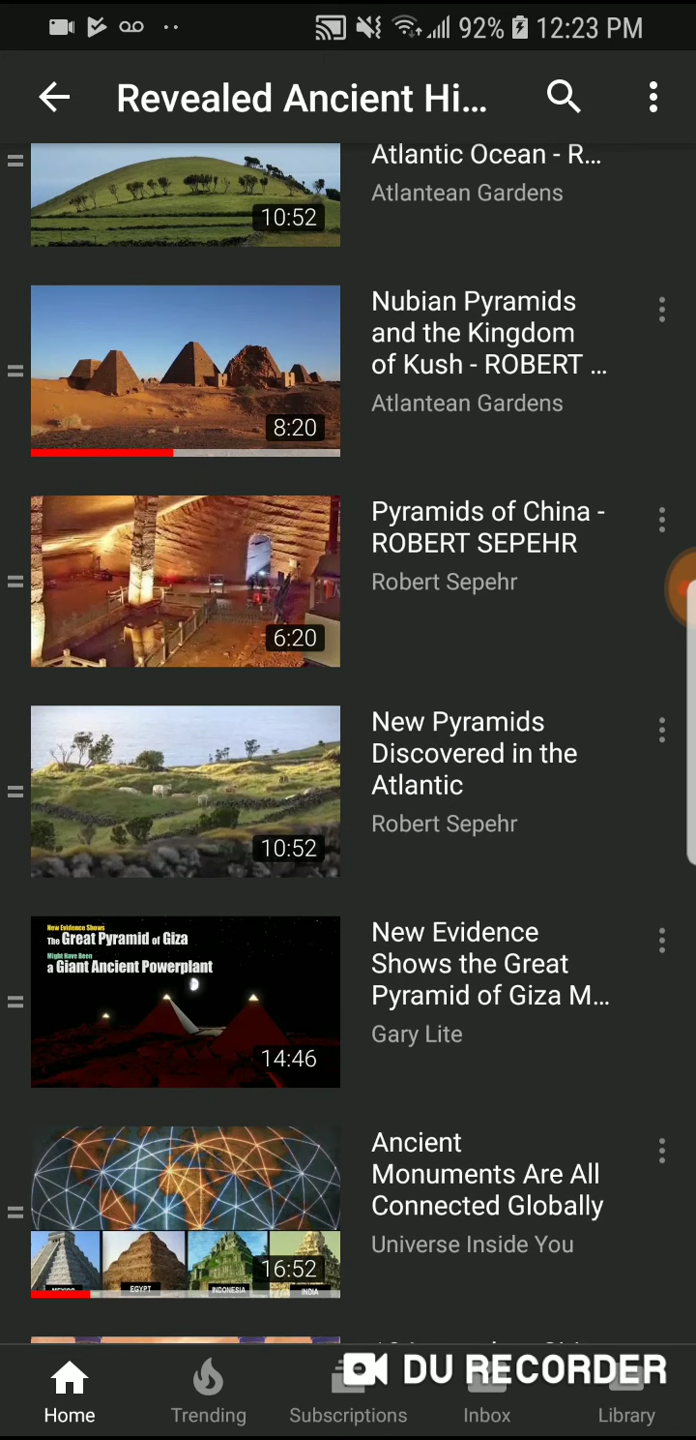 92% 12:23 PM
Revealed Ancient Hi...
Atlantic Ocean - R...
Atlantean Gardens
10:52
Nubian Pyramids
and the Kingdom
of Kush - ROBERT ...
Atlantean Gardens
8:20
Pyramids of China -
ROBERT SEPEHR
Robert Sepehr
6:20
New Pyramids
Discovered in the
Atlantic
Robert Sepehr
10:52
New Evidence Shows
The Great Pyramid of Giza
Might Have Been
a Giant Ancient Powerplant
14:46
New Evidence
Shows the Great
Pyramid of Giza M...
Gary Lite
Ancient
Monuments Are All
Connected Globally
Universe Inside You
16:52
MEXICO EGYPT INDONESIA INDIA
DU RECORDER
Home Trending Subscriptions Inbox Library